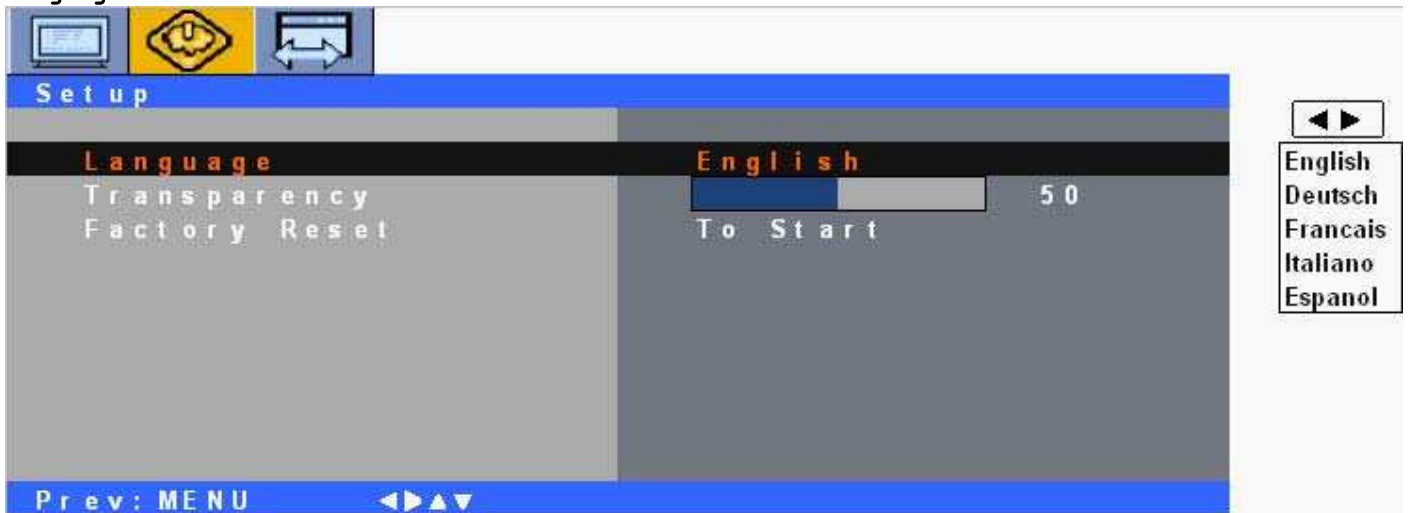 Setup
Language English
Transparency 50
Factory Reset To Start
Prev: MENU ◀▶▲▼
◀ ▶
English
Deutsch
Francais
Italiano
Espanol